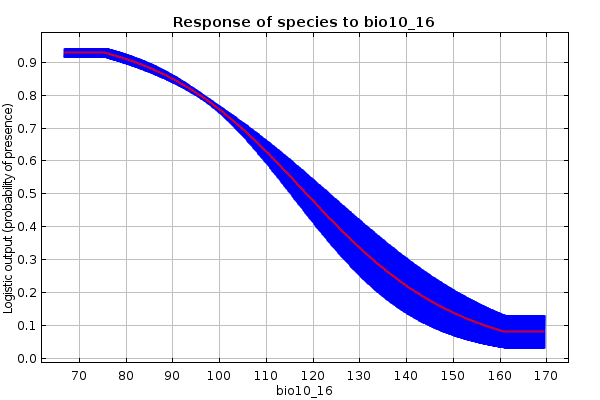 Response of species to bio10_16
Logistic output (probability of presence)
0.9
0.8
0.7
0.6
0.5
0.4
0.3
0.2
0.1
0.0
70 80 90 100 110 120 130 140 150 160 170
bio10_16